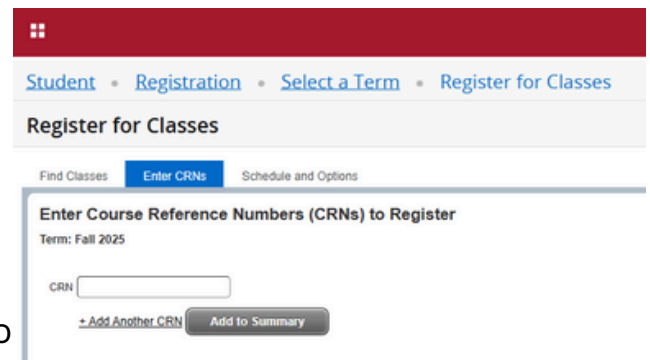 Student • Registration • Select a Term • Register for Classes
Register for Classes
Find Classes Enter CRNs Schedule and Options
Enter Course Reference Numbers (CRNs) to Register
Term: Fall 2025
CRN
+ Add Another CRN Add to Summary
o